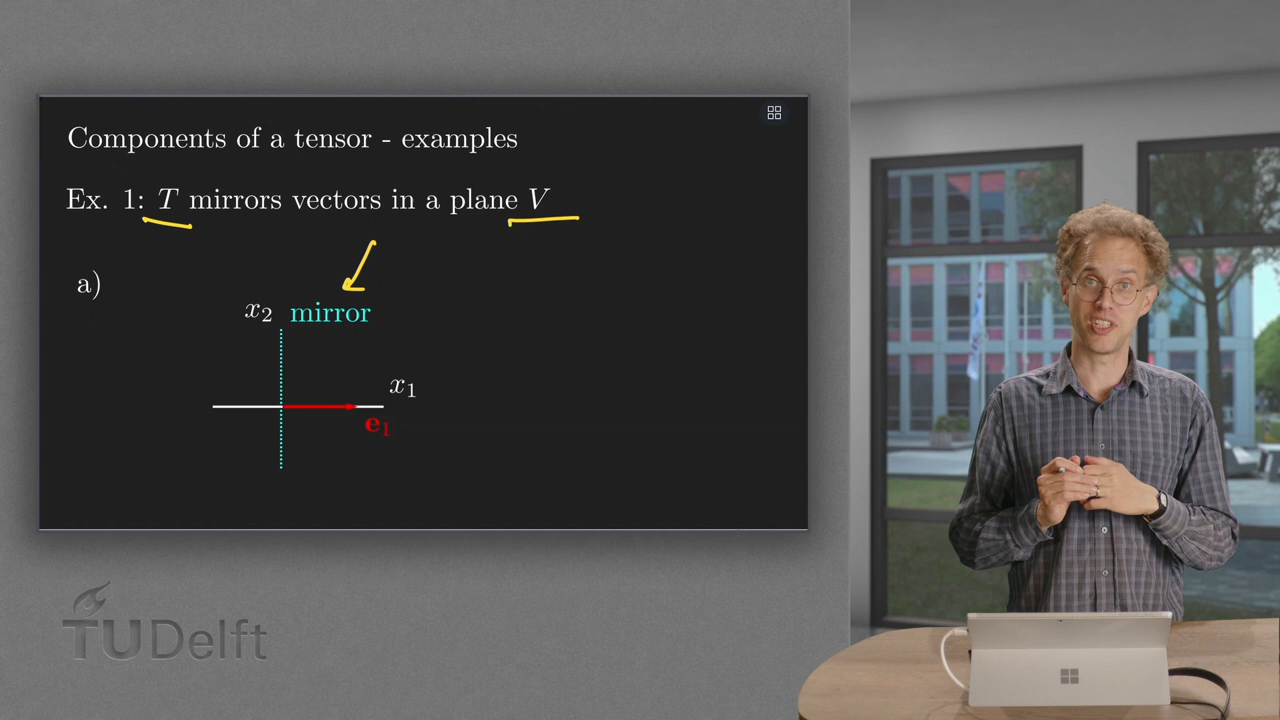 Components of a tensor - examples
Ex. 1: T mirrors vectors in a plane V
a)
x₂ mirror
x₁
e₁
TUDelft